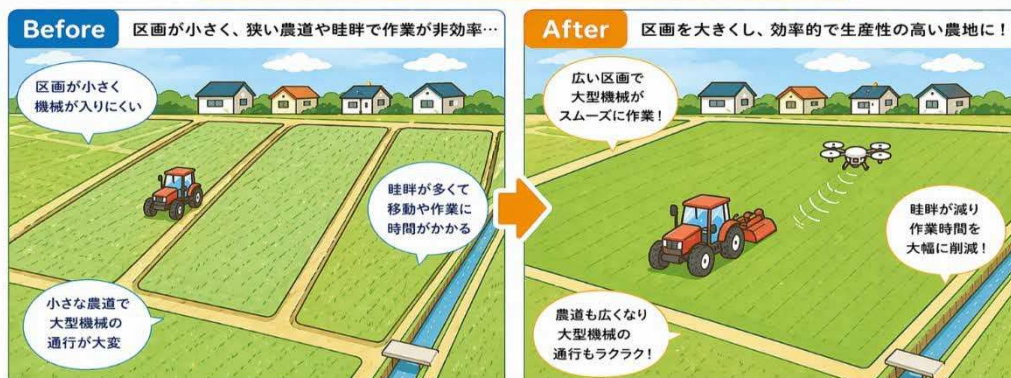 Before
区画が小さく、狭い農道や畦畔で作業が非効率…
区画が小さく
機械が入りにくい
畦畔が多くて
移動や作業に
時間がかかる
小さな農道で
大型機械の
通行が大変
After
区画を大きくし、効率的で生産性の高い農地に！
広い区画で
大型機械が
スムーズに作業！
畦畔が減り
作業時間を
大幅に削減！
農道も広くなり
大型機械の
通行もラクラク！